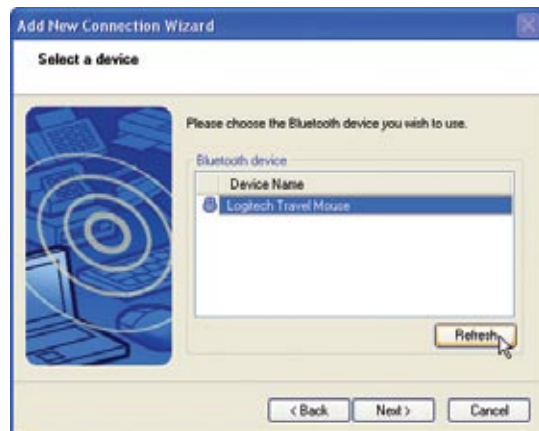 Add New Connection Wizard
Select a device
Please choose the Bluetooth device you wish to use.
Bluetooth device
Device Name
Logitech Travel Mouse
Refresh
< Back
Next >
Cancel